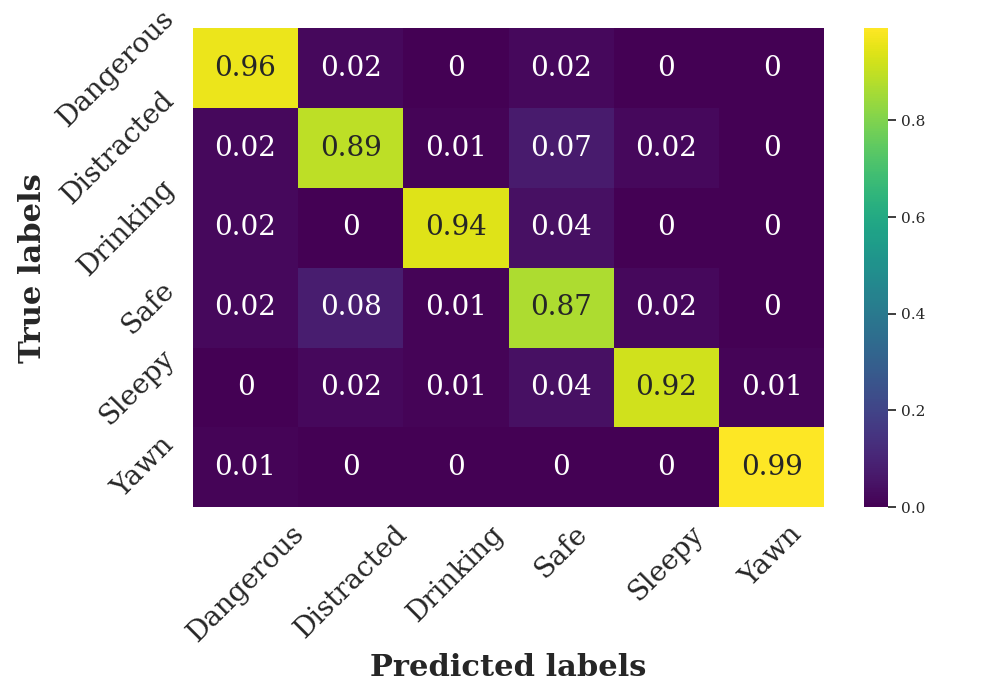 True labels
Dangerous 0.96 0.02 0 0.02 0 0
Distracted 0.02 0.89 0.01 0.07 0.02 0
Drinking 0.02 0 0.94 0.04 0 0
Safe 0.02 0.08 0.01 0.87 0.02 0
Sleepy 0 0.02 0.01 0.04 0.92 0.01
Yawn 0.01 0 0 0 0 0.99
Dangerous Distracted Drinking Safe Sleepy Yawn
Predicted labels
0.8
0.6
0.4
0.2
0.0